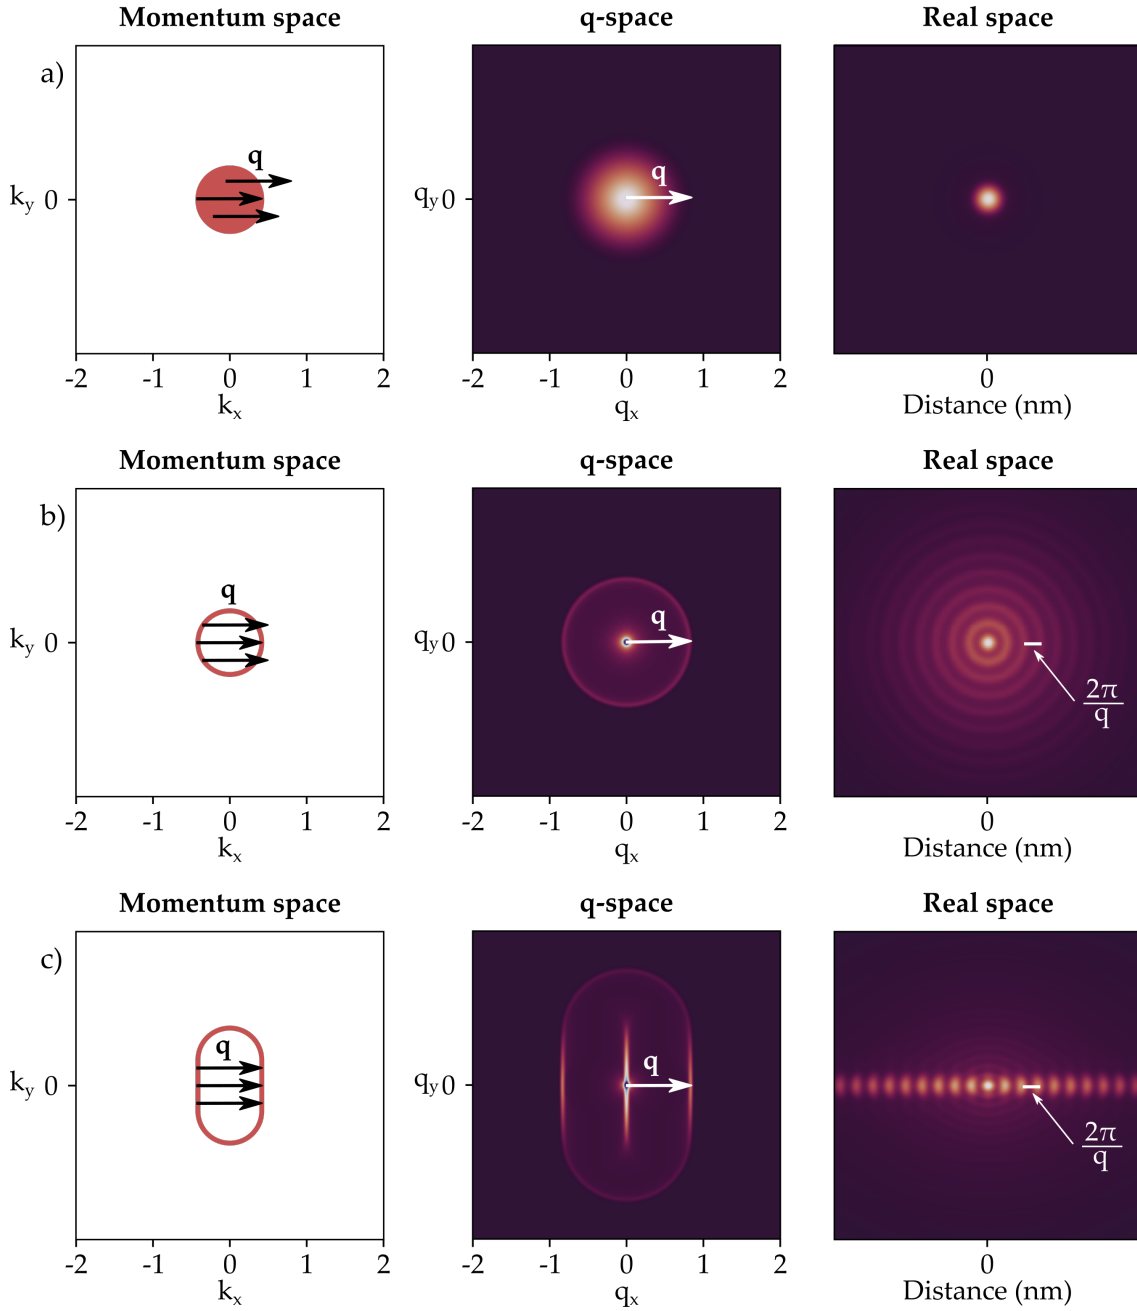 Momentum space q-space Real space
a)
q
q
k_y 0
q_y 0
-2 -1 0 1 2
-2 -1 0 1 2
0
k_x
q_x
Distance (nm)
Momentum space q-space Real space
b)
q
q
k_y 0
q_y 0
2π
q
-2 -1 0 1 2
-2 -1 0 1 2
0
k_x
q_x
Distance (nm)
Momentum space q-space Real space
c)
q
q
k_y 0
q_y 0
2π
q
-2 -1 0 1 2
-2 -1 0 1 2
0
k_x
q_x
Distance (nm)